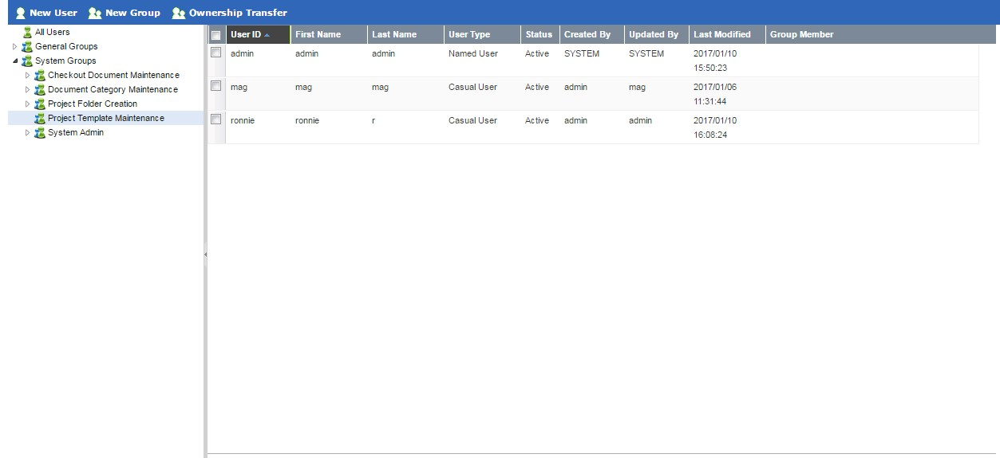 New User New Group Ownership Transfer
All Users
General Groups
System Groups
Checkout Document Maintenance
Document Category Maintenance
Project Folder Creation
Project Template Maintenance
System Admin
User ID First Name Last Name User Type Status Created By Updated By Last Modified Group Member
admin admin admin Named User Active SYSTEM SYSTEM 2017/01/10
15:50:23
mag mag mag Casual User Active admin mag 2017/01/06
11:31:44
ronnie ronnie r Casual User Active admin admin 2017/01/10
16:08:24